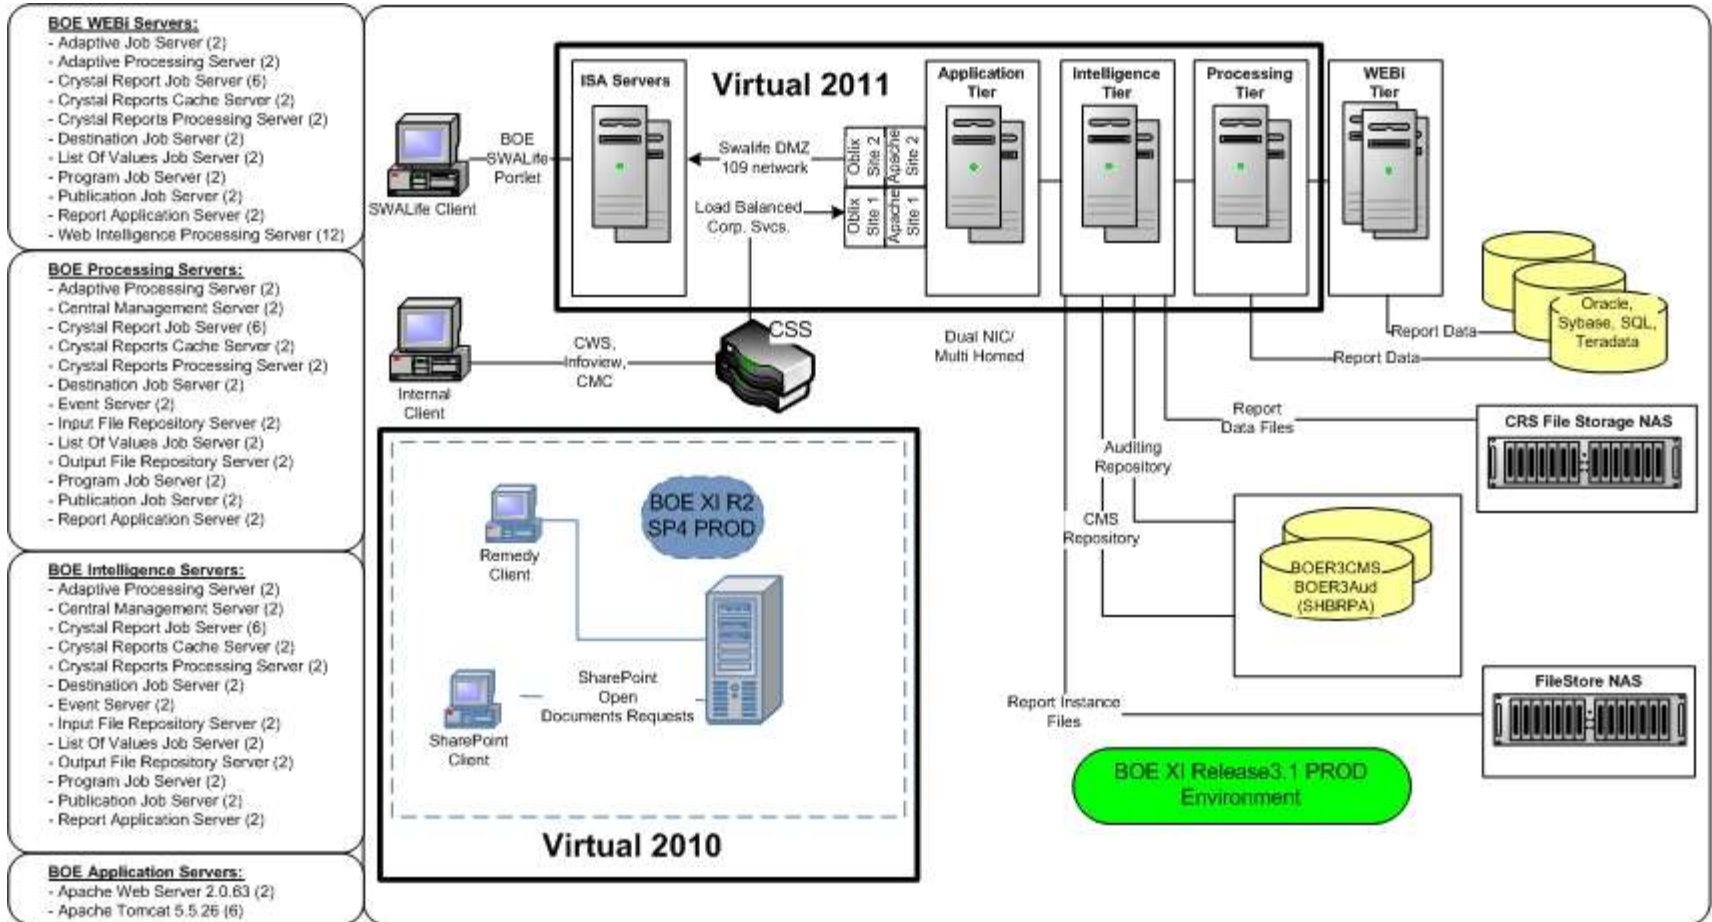 BOE WEBi Servers:
- Adaptive Job Server (2)
- Adaptive Processing Server (2)
- Crystal Report Job Server (6)
- Crystal Reports Cache Server (2)
- Crystal Reports Processing Server (2)
- Destination Job Server (2)
- List Of Values Job Server (2)
- Program Job Server (2)
- Publication Job Server (2)
- Report Application Server (2)
- Web Intelligence Processing Server (12)
BOE Processing Servers:
- Adaptive Processing Server (2)
- Central Management Server (2)
- Crystal Report Job Server (6)
- Crystal Reports Cache Server (2)
- Crystal Reports Processing Server (2)
- Destination Job Server (2)
- Event Server (2)
- Input File Repository Server (2)
- List Of Values Job Server (2)
- Output File Repository Server (2)
- Program Job Server (2)
- Publication Job Server (2)
- Report Application Server (2)
BOE Intelligence Servers:
- Adaptive Processing Server (2)
- Central Management Server (2)
- Crystal Report Job Server (6)
- Crystal Reports Cache Server (2)
- Crystal Reports Processing Server (2)
- Destination Job Server (2)
- Event Server (2)
- Input File Repository Server (2)
- List Of Values Job Server (2)
- Output File Repository Server (2)
- Program Job Server (2)
- Publication Job Server (2)
- Report Application Server (2)
BOE Application Servers:
- Apache Web Server 2.0.63 (2)
- Apache Tomcat 5.5.26 (6)
SWALife Client
BOE
SWALife
Portlet
ISA Servers
Virtual 2011
Swalife DMZ
109 network
Load Balanced
Corp. Svcs.
Oblix
Site 2
Apache
Site 2
Oblix
Site 1
Apache
Site 1
Application
Tier
Intelligence
Tier
Processing
Tier
WEBi
Tier
Internal
Client
CWS,
Infoview,
CMC
CSS
Dual NIC/
Multi Homed
Oracle,
Sybase, SQL,
Teradata
Report Data
Report Data
Report
Data Files
CRS File Storage NAS
Auditing
Repository
CMS
Repository
BOER3CMS
BOER3Aud
(SHBRPA)
Report Instance
Files
FileStore NAS
BOE XI Release3.1 PROD
Environment
BOE XI R2
SP4 PROD
Remedy
Client
SharePoint
Open
Documents Requests
SharePoint
Client
Virtual 2010